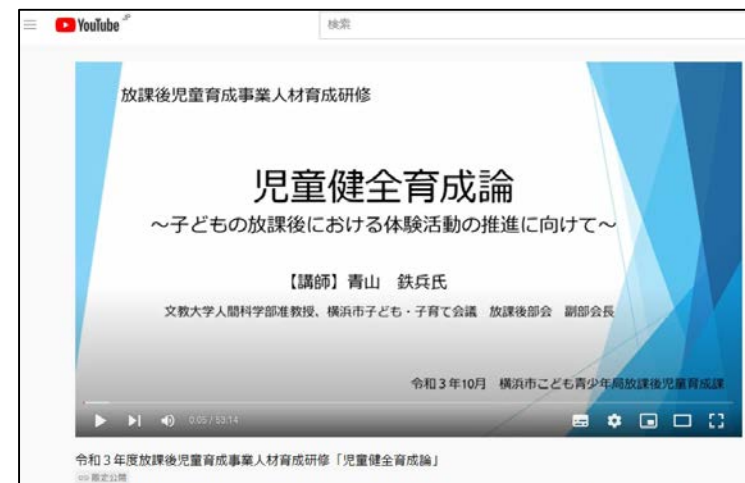 YouTube JP
検索
放課後児童育成事業人材育成研修
児童健全育成論
～子どもの放課後における体験活動の推進に向けて～
【講師】青山　鉄兵氏
文教大学人間科学部准教授、横浜市子ども・子育て会議　放課後部会　副部会長
令和３年10月　横浜市こども青少年局放課後児童育成課
0:05 / 53:14
令和３年度放課後児童育成事業人材育成研修「児童健全育成論」
限定公開